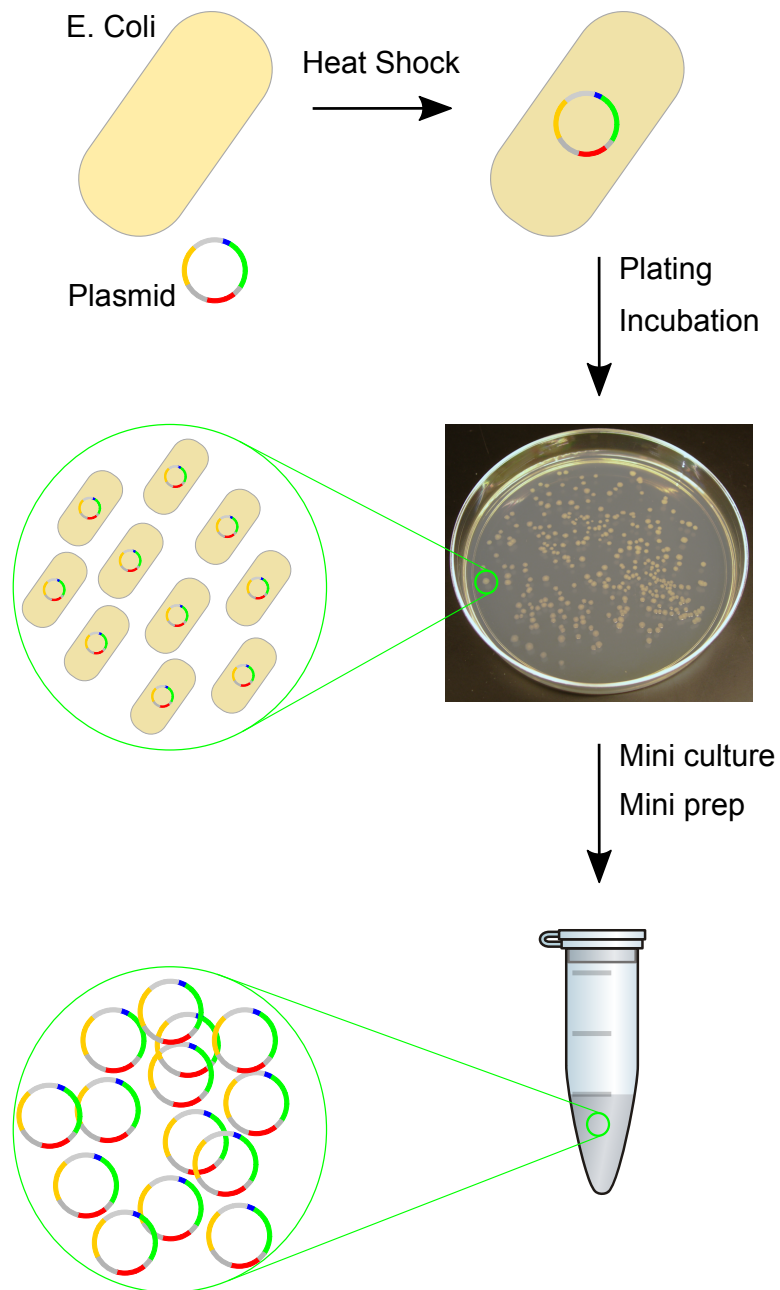 E. Coli
Heat Shock
Plasmid
Plating
Incubation
Mini culture
Mini prep